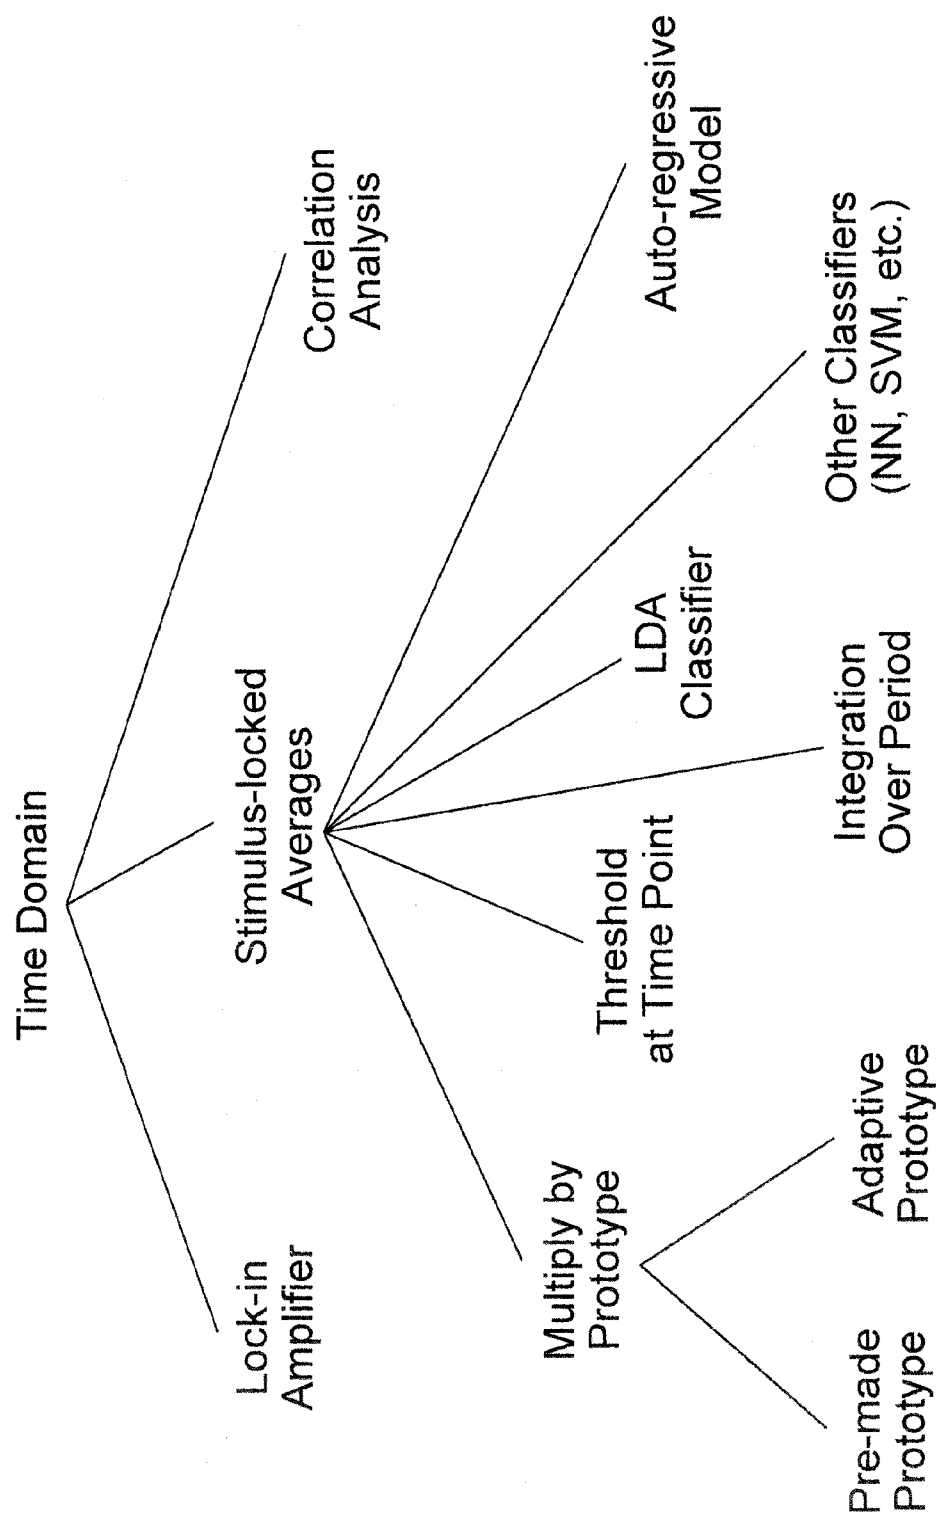 Time Domain
Lock-in
Amplifier
Stimulus-locked
Averages
Correlation
Analysis
Multiply by
Prototype
Threshold
at Time Point
LDA
Classifier
Auto-regressive
Model
Pre-made
Prototype
Adaptive
Prototype
Integration
Over Period
Other Classifiers
(NN, SVM, etc.)